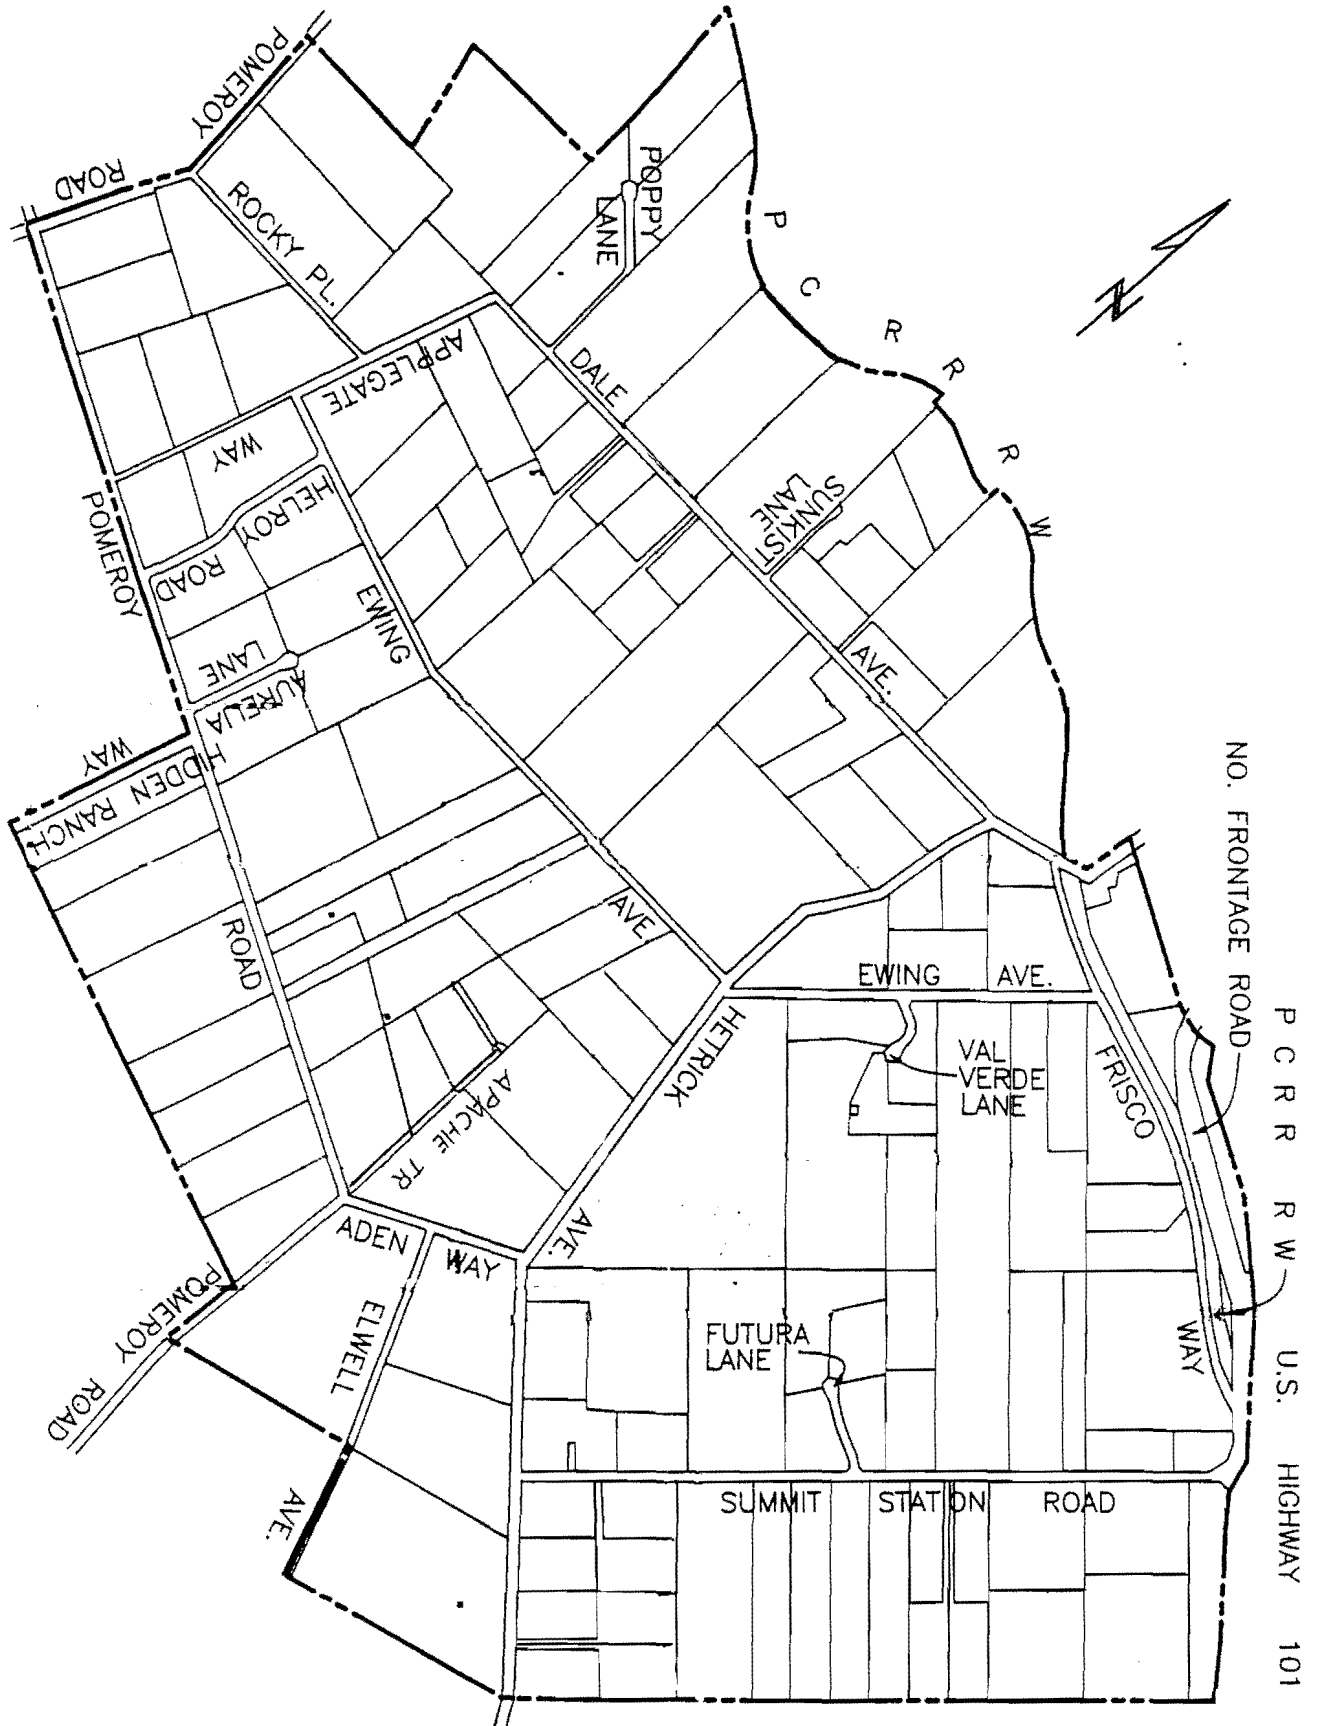 POMEROY
ROAD
ROCKY PL.
POPPY
LANE
P C R R R W
APPLEGATE
WAY
DALE
AVE.
SUNKIST
LANE
HELROY
ROAD
POMEROY
ROAD
EWING
AVE.
AURELIA
LANE
HIDDEN RANCH
WAY
NO. FRONTAGE ROAD
P C R R R W
U.S. HIGHWAY 101
EWING AVE.
HETRICK
AVE.
VAL
VERDE
LANE
FRISCO
WAY
APACHE TR
ADEN WAY
POMEROY
ROAD
ELWELL
AVE.
FUTURA
LANE
SUMMIT STATION ROAD
N